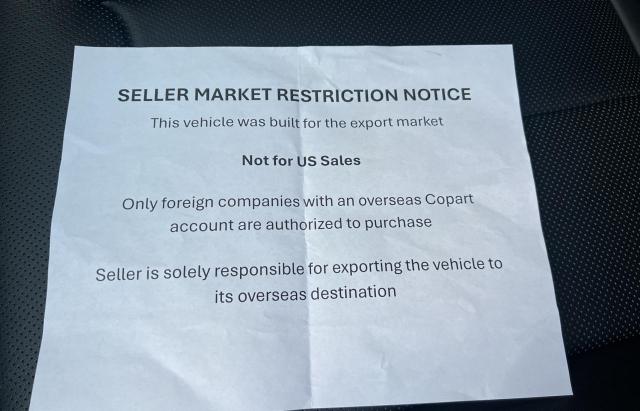 SELLER MARKET RESTRICTION NOTICE
This vehicle was built for the export market
Not for US Sales
Only foreign companies with an overseas Copart
account are authorized to purchase
Seller is solely responsible for exporting the vehicle to
its overseas destination